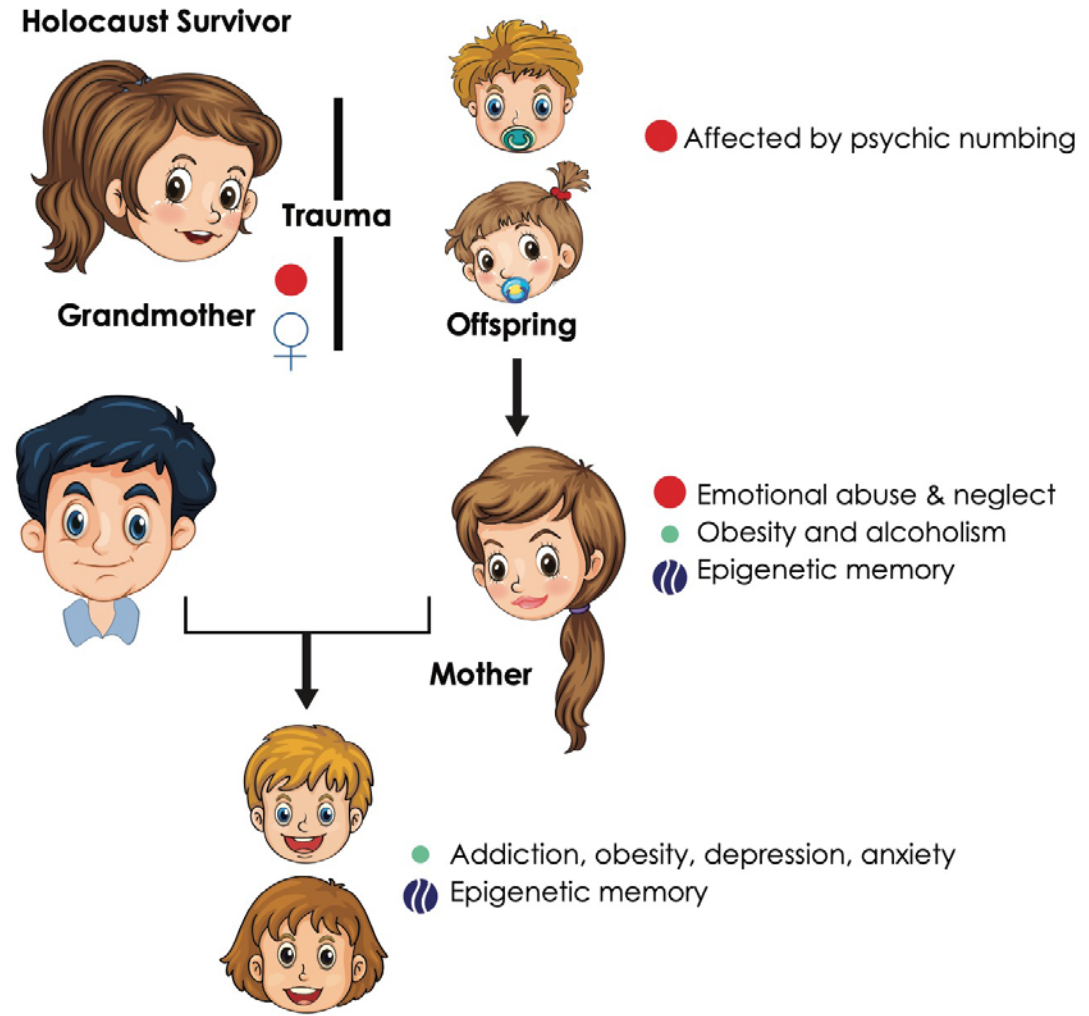 Holocaust Survivor
Affected by psychic numbing
Trauma
Grandmother
Offspring
Emotional abuse & neglect
Obesity and alcoholism
Epigenetic memory
Mother
Addiction, obesity, depression, anxiety
Epigenetic memory